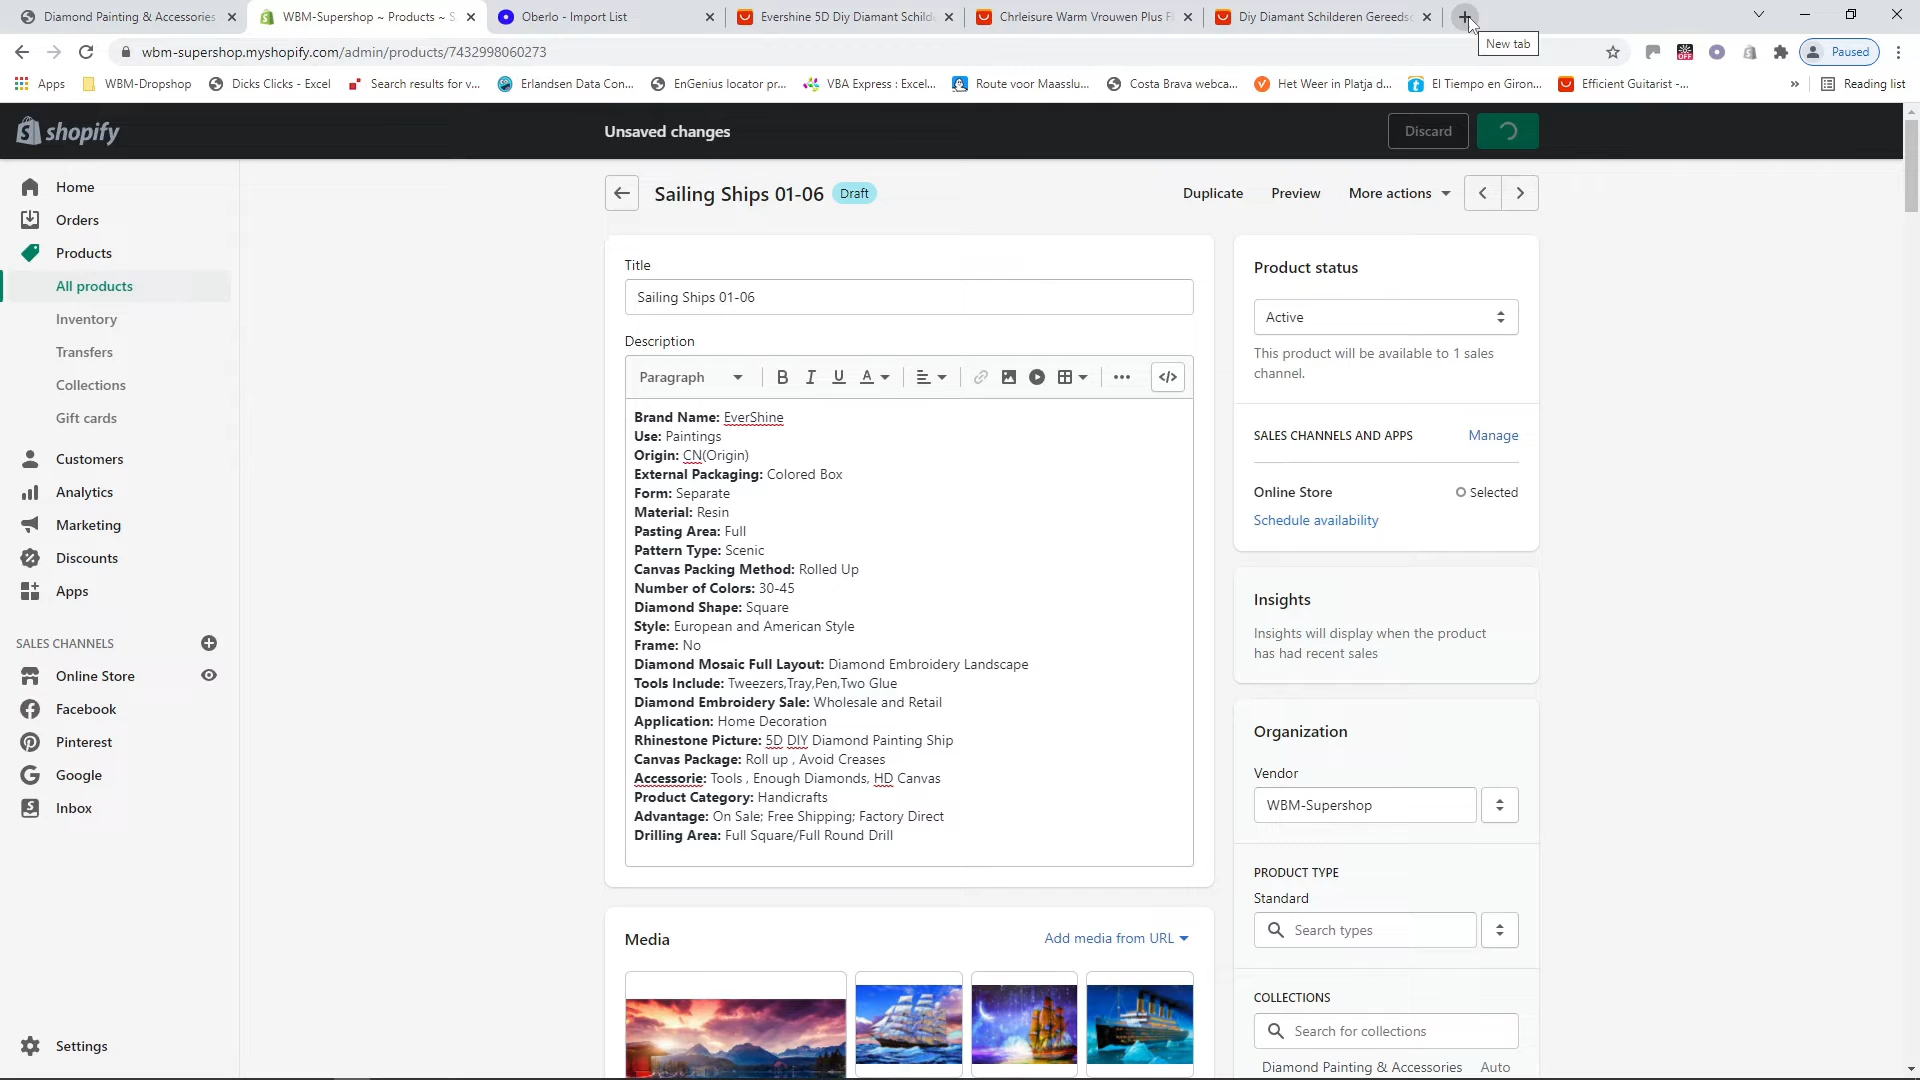 Diamond Painting & Accessories
WBM-Supershop ~ Products ~ S
Oberlo - Import List
Evershine 5D Diy Diamant Schild
Chrleisure Warm Vrouwen Plus F
Diy Diamant Schilderen Gereeds
New tab
wbm-supershop.myshopify.com/admin/products/7432998060273
OFF
Paused
Apps
WBM-Dropshop
Dicks Clicks - Excel
Search results for v...
Erlandsen Data Con...
EnGenius locator pr...
VBA Express : Excel...
Route voor Maasslu...
Costa Brava webca...
Het Weer in Platja d...
El Tiempo en Giron...
Efficient Guitarist -...
»
Reading list
shopify
Unsaved changes
Discard
Home
Orders
Products
All products
Inventory
Transfers
Collections
Gift cards
Customers
Analytics
Marketing
Discounts
Apps
SALES CHANNELS
Online Store
Facebook
Pinterest
Google
Inbox
Settings
Sailing Ships 01-06
Draft
Duplicate
Preview
More actions
Title
Sailing Ships 01-06
Description
Paragraph
B I U A
Brand Name: EverShine
Use: Paintings
Origin: CN(Origin)
External Packaging: Colored Box
Form: Separate
Material: Resin
Pasting Area: Full
Pattern Type: Scenic
Canvas Packing Method: Rolled Up
Number of Colors: 30-45
Diamond Shape: Square
Style: European and American Style
Frame: No
Diamond Mosaic Full Layout: Diamond Embroidery Landscape
Tools Include: Tweezers,Tray,Pen,Two Glue
Diamond Embroidery Sale: Wholesale and Retail
Application: Home Decoration
Rhinestone Picture: 5D DIY Diamond Painting Ship
Canvas Package: Roll up , Avoid Creases
Accessorie: Tools , Enough Diamonds, HD Canvas
Product Category: Handicrafts
Advantage: On Sale; Free Shipping; Factory Direct
Drilling Area: Full Square/Full Round Drill
Media
Add media from URL
Product status
Active
This product will be available to 1 sales
channel.
SALES CHANNELS AND APPS
Manage
Online Store
Selected
Schedule availability
Insights
Insights will display when the product
has had recent sales
Organization
Vendor
WBM-Supershop
PRODUCT TYPE
Standard
Search types
COLLECTIONS
Search for collections
Diamond Painting & Accessories
Auto